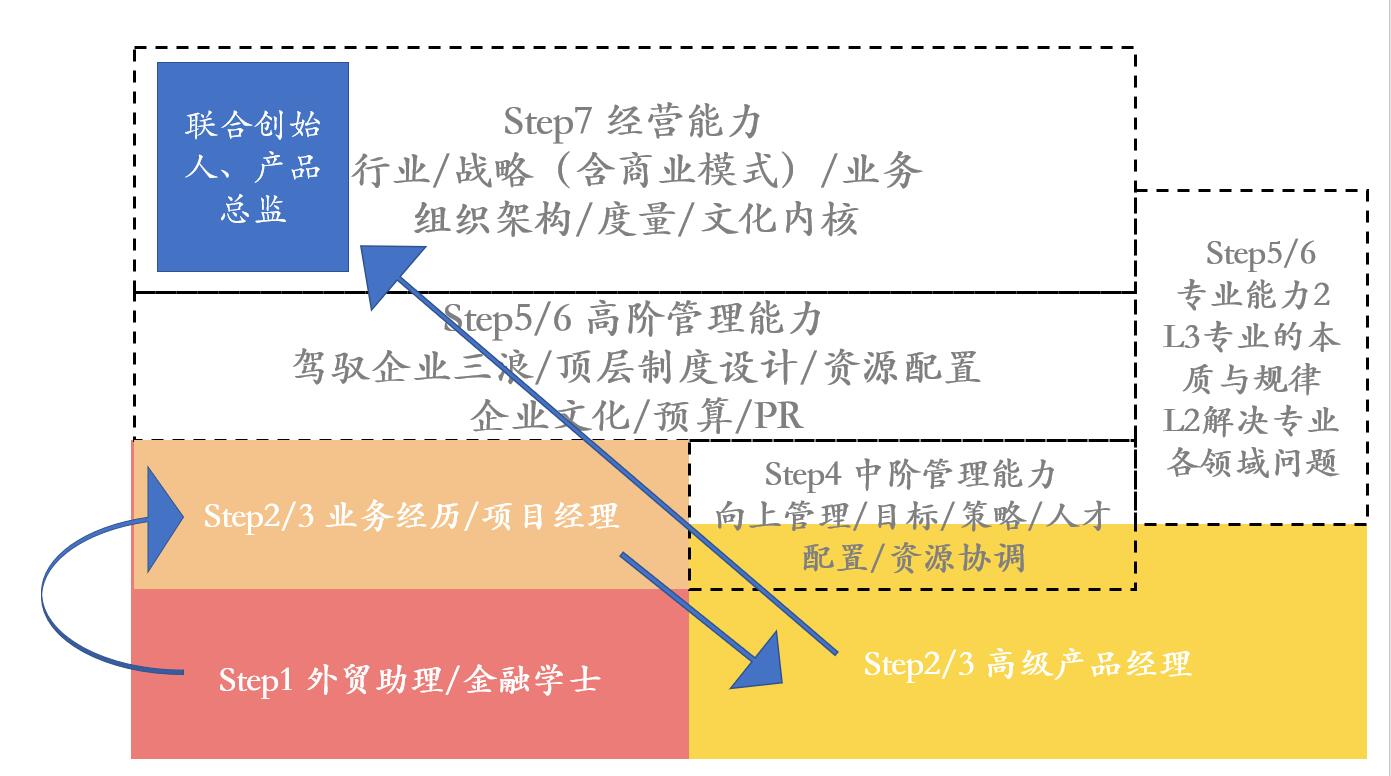 联合创始
人、产品
总监
Step7 经营能力
行业/战略（含商业模式）/业务
组织架构/度量/文化内核
Step5/6 高阶管理能力
驾驭企业三浪/顶层制度设计/资源配置
企业文化/预算/PR
Step5/6
专业能力2
L3专业的本
质与规律
L2解决专业
各领域问题
Step2/3 业务经历/项目经理
Step4 中阶管理能力
向上管理/目标/策略/人才
配置/资源协调
Step1 外贸助理/金融学士
Step2/3 高级产品经理